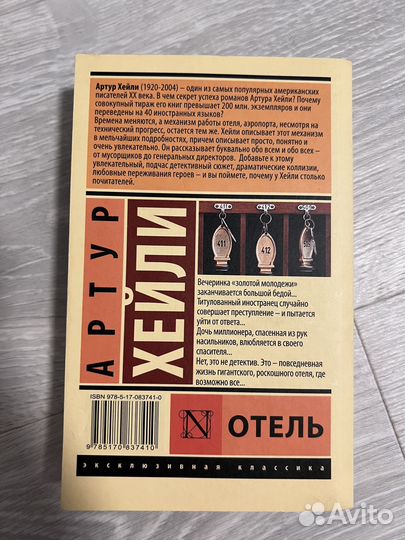 Артур Хейли (1920-2004) – один из самых популярных американских
писателей XX века. В чем секрет успеха романов Артура Хейли? Почему
совокупный тираж его книг превышает 200 млн. экземпляров и они
переведены на 40 иностранных языков?
Времена меняются, а механизм работы отеля, аэропорта, несмотря на
технический прогресс, остается тем же. Хейли описывает этот механизм
в мельчайших подробностях, причем описывает просто, понятно и
очень увлекательно. Он рассказывает буквально обо всем и обо всех –
от мусорщиков до генеральных директоров. Добавьте к этому
увлекательный, подчас детективный сюжет, драматические коллизии,
любовные переживания героев – и вы поймете, почему у Хейли столько
почитателей.
АРТУР
ХЕЙЛИ
411
412
Вечеринка «золотой молодежи»
заканчивается большой бедой...
Титулованный иностранец случайно
совершает преступление – и пытается
уйти от ответа...
Дочь миллионера, спасенная из рук
насильников, влюбляется в своего
спасителя...
Нет, это не детектив. Это – повседневная
жизнь гигантского, роскошного отеля, где
возможно все...
ISBN 978-5-17-083741-0
9 785170 837410
N
ОТЕЛЬ
эксклюзивная классика
Avito